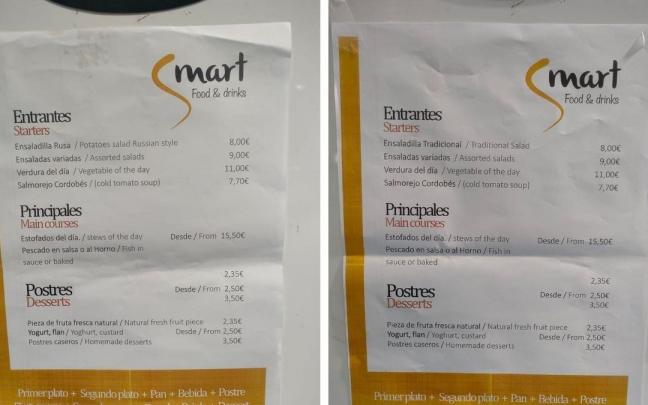 Smart
Food & drinks
Entrantes
Starters
Ensaladilla Rusa / Potatoes salad Russian style 8,00€
Ensaladas variadas / Assorted salads 9,00€
Verdura del día / Vegetable of the day 11,00€
Salmorejo Cordobés / (cold tomato soup) 7,70€
Principales
Main courses
Estofados del día. / stews of the day Desde / From 15,50€
Pescado en salsa o al Horno / Fish in
sauce or baked
2,35€
Postres Desde / From 2,50€
Desserts 3,50€
Pieza de fruta fresca natural / Natural fresh fruit piece 2,35€
Yogurt, flan / Yoghurt, custard Desde / From 2,50€
Postres caseros / Homemade desserts 3,50€
Primer plato + Segundo plato + Pan + Bebida + Postre
Smart
Food & drinks
Entrantes
Starters
Ensaladilla Tradicional / Traditional Salad 8,00€
Ensaladas variadas / Assorted salads 9,00€
Verdura del día / Vegetable of the day 11,00€
Salmorejo Cordobés / (cold tomato soup) 7,70€
Principales
Main courses
Estofados del día. / stews of the day Desde / From 15,50€
Pescado en salsa o al Horno / Fish in
sauce or baked
2,35€
Postres Desde / From 2,50€
Desserts 3,50€
Pieza de fruta fresca natural / Natural fresh fruit piece 2,35€
Yogurt, flan / Yoghurt, custard Desde / From 2,50€
Postres caseros / Homemade desserts 3,50€
Primer plato + Segundo plato + Pan + Bebida + Postre